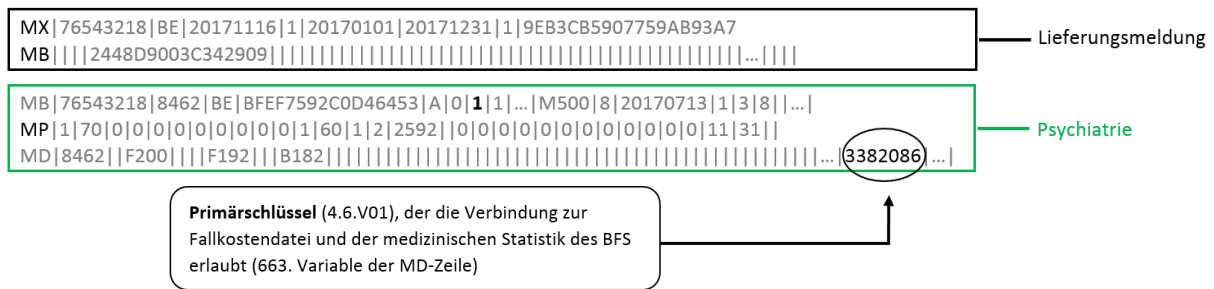 MX|76543218|BE|20171116|1|20170101|20171231|1|9EB3CB5907759AB93A7
MB||||2448D9003C342909||||||||||||||||||||||||||||||||||||||||||||||||...||||
Lieferungsmeldung
MB|76543218|8462|BE|BFEF7592C0D46453|A|0|1|1|...|M500|8|20170713|1|3|8||...|
MP|1|70|0|0|0|0|0|0|0|0|0|1|60|1|2|2592||0|0|0|0|0|0|0|0|0|0|0|0|11|31||
MD|8462||F200||||F192|||B182||||||||||||||||||||||||||||||||||||||||||||||||||...|3382086|...|
Psychiatrie
Primärschlüssel (4.6.V01), der die Verbindung zur
Fallkostendatei und der medizinischen Statistik des BFS
erlaubt (663. Variable der MD-Zeile)